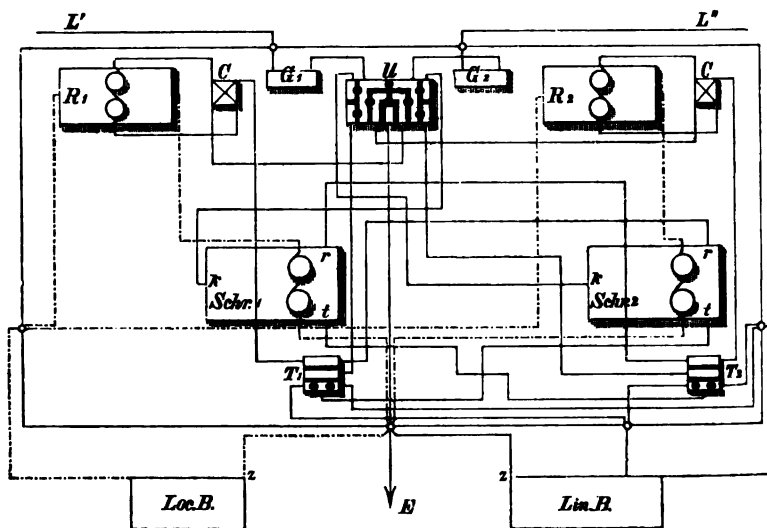 L' L"
G1 U G2
R1 C R2 C
k Schr.1 r t
k Schr.2 r t
T1 T2
z z
Loc.B. E Lin.B.